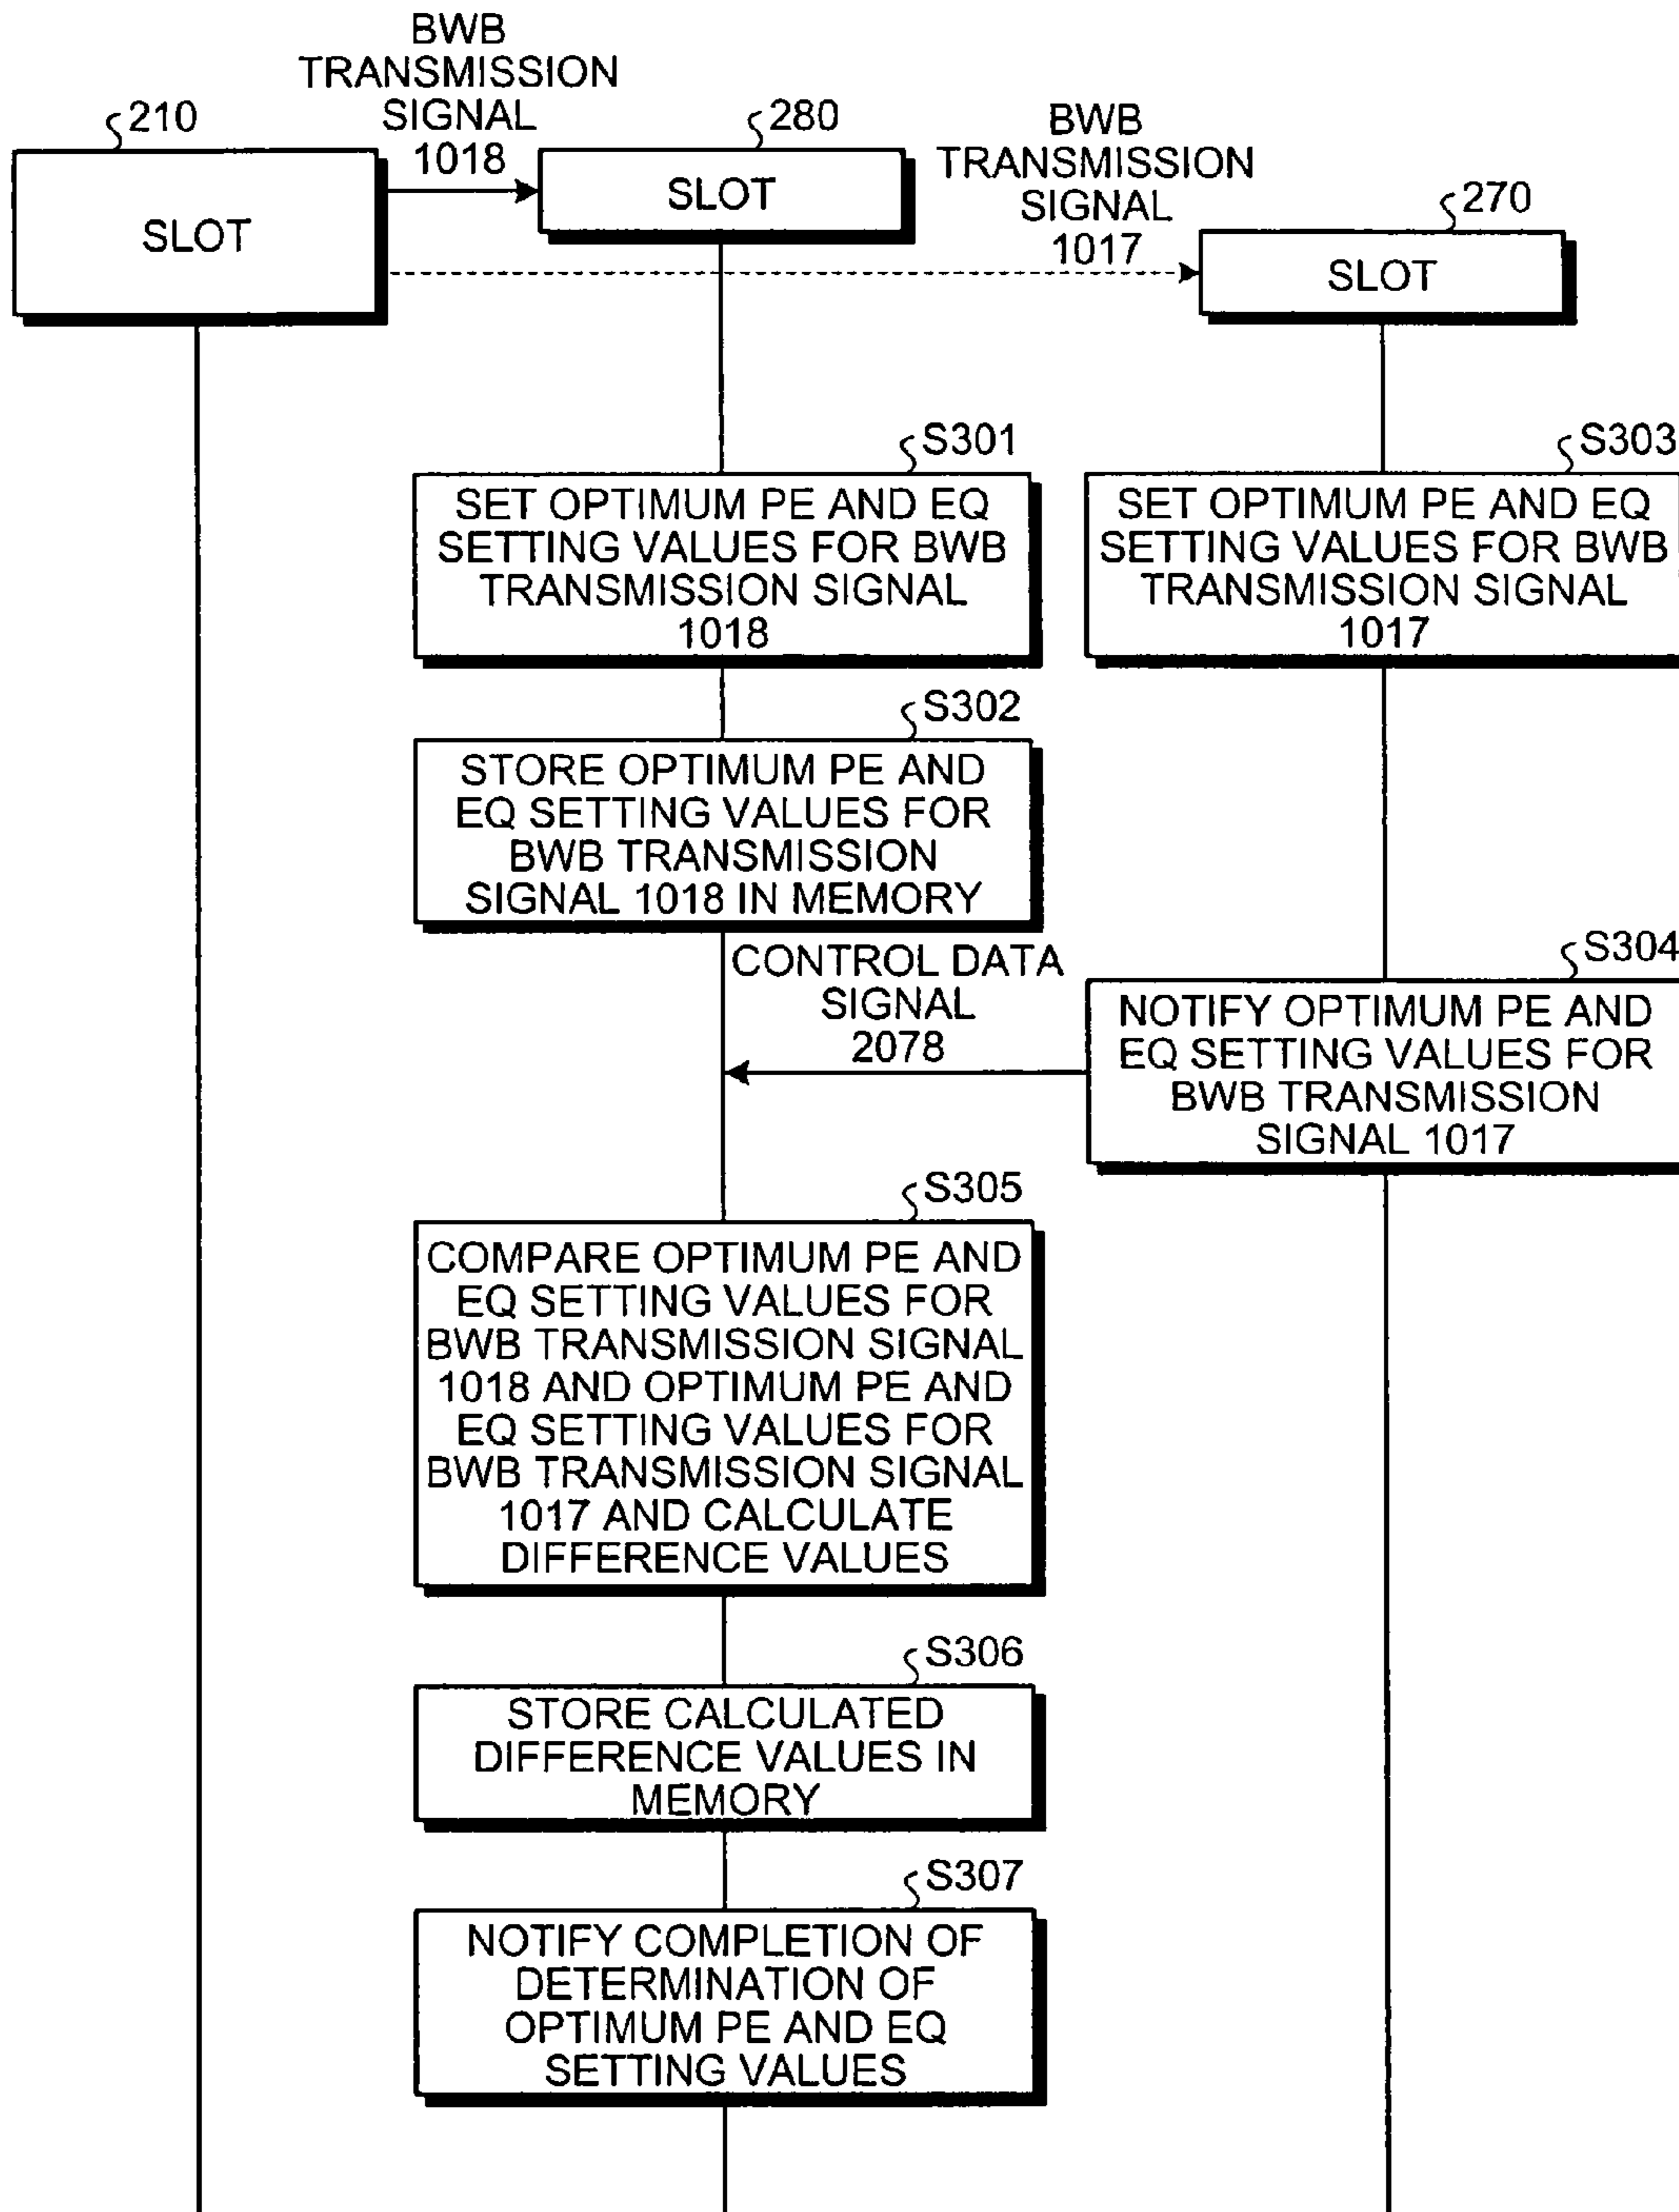 BWB
TRANSMISSION
SIGNAL
1018
210
SLOT
280
SLOT
BWB
TRANSMISSION
SIGNAL
1017
270
SLOT
S301
SET OPTIMUM PE AND EQ
SETTING VALUES FOR BWB
TRANSMISSION SIGNAL
1018
S303
SET OPTIMUM PE AND EQ
SETTING VALUES FOR BWB
TRANSMISSION SIGNAL
1017
S302
STORE OPTIMUM PE AND
EQ SETTING VALUES FOR
BWB TRANSMISSION
SIGNAL 1018 IN MEMORY
CONTROL DATA
SIGNAL
2078
S304
NOTIFY OPTIMUM PE AND
EQ SETTING VALUES FOR
BWB TRANSMISSION
SIGNAL 1017
S305
COMPARE OPTIMUM PE AND
EQ SETTING VALUES FOR
BWB TRANSMISSION SIGNAL
1018 AND OPTIMUM PE AND
EQ SETTING VALUES FOR
BWB TRANSMISSION SIGNAL
1017 AND CALCULATE
DIFFERENCE VALUES
S306
STORE CALCULATED
DIFFERENCE VALUES IN
MEMORY
S307
NOTIFY COMPLETION OF
DETERMINATION OF
OPTIMUM PE AND EQ
SETTING VALUES